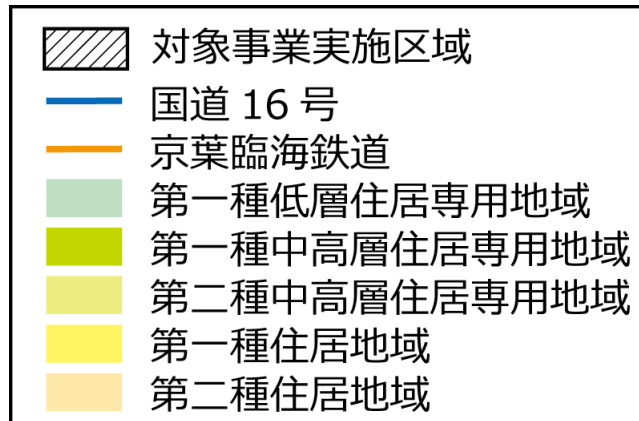 対象事業実施区域
国道 16 号
京葉臨海鉄道
第一種低層住居専用地域
第一種中高層住居専用地域
第二種中高層住居専用地域
第一種住居地域
第二種住居地域